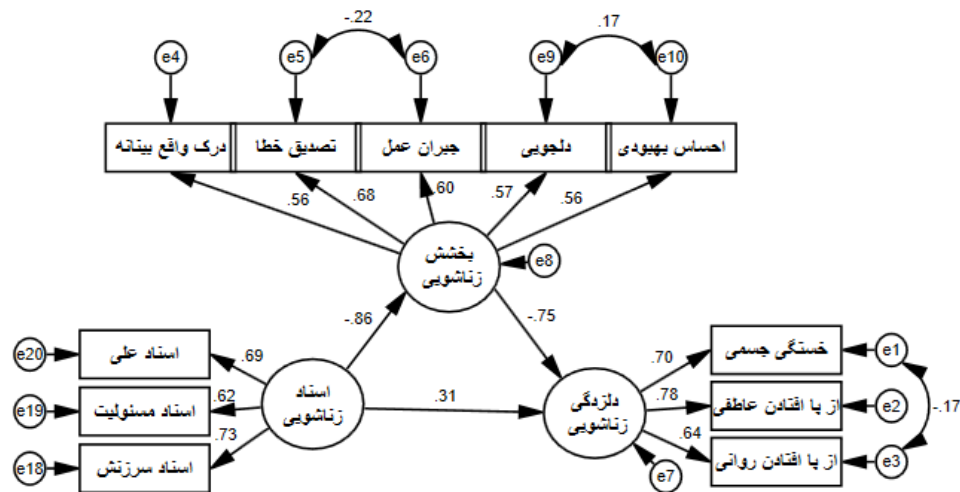 -.22
.17
e4
e5
e6
e9
e10
درک واقع بینانه
تصدیق خطا
جبران عمل
دلجویی
احساس بهبودی
.56
.68
.60
.57
.56
بخشش
زناشویی
e8
-.86
-.75
e20
اسناد علی
.69
e19
اسناد مسئولیت
.62
e18
اسناد سرزنش
.73
اسناد
زناشویی
.31
دلزدگی
زناشویی
e7
.70
خستگی جسمی
e1
.78
از پا افتادن عاطفی
e2
-.17
.64
از پا افتادن روانی
e3